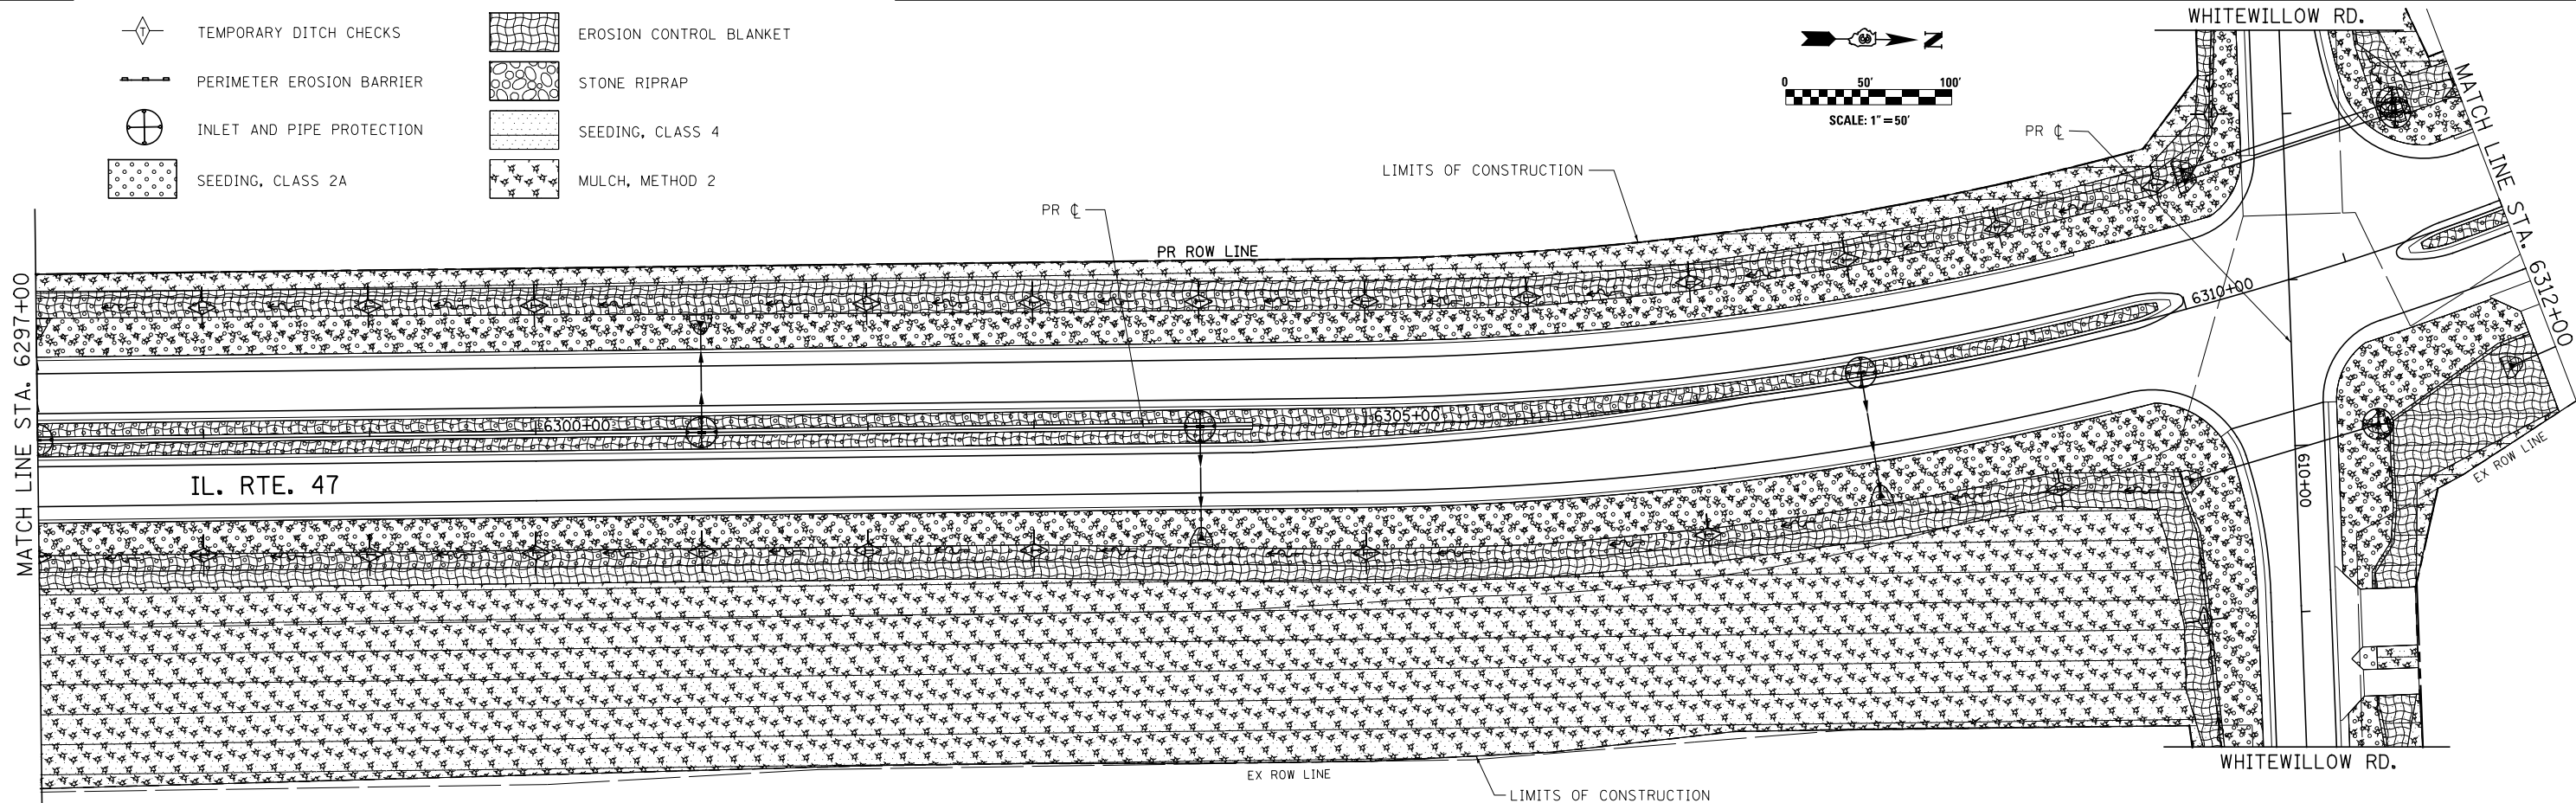 TEMPORARY DITCH CHECKS
PERIMETER EROSION BARRIER
INLET AND PIPE PROTECTION
SEEDING, CLASS 2A
EROSION CONTROL BLANKET
STONE RIPRAP
SEEDING, CLASS 4
MULCH, METHOD 2
T
N
0 50' 100'
SCALE: 1" = 50'
WHITEWILLOW RD.
MATCH LINE STA. 6312+00
PR ℄
LIMITS OF CONSTRUCTION
PR ℄
PR ROW LINE
MATCH LINE STA. 6297+00
6300+00
6305+00
6310+00
IL. RTE. 47
610+00
EX ROW LINE
WHITEWILLOW RD.
EX ROW LINE
LIMITS OF CONSTRUCTION